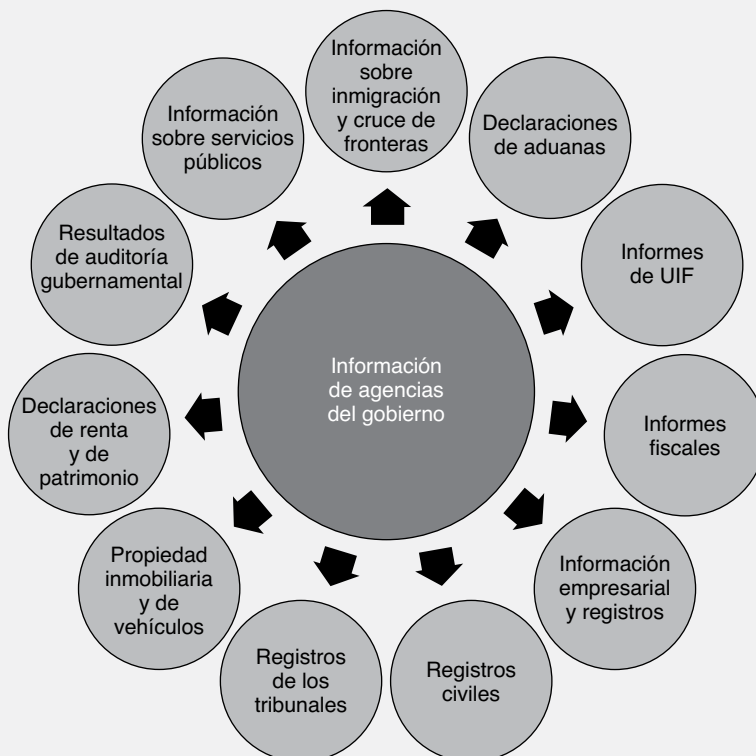 Información
sobre
inmigración
y cruce de
fronteras
Declaraciones
de aduanas
Informes
de UIF
Informes
fiscales
Información
empresarial
y registros
Registros
civiles
Registros
de los
tribunales
Propiedad
inmobiliaria
y de
vehículos
Declaraciones
de renta
y de
patrimonio
Resultados
de auditoría
gubernamental
Información
sobre servicios
públicos
Información
de agencias
del gobierno